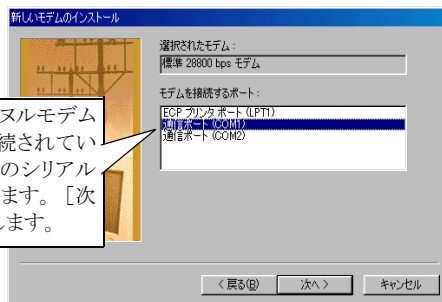 新しいモデムのインストール
選択されたモデム:
標準 28800 bps モデム
モデムを接続するポート:
ECP プリンタ ポート (LPT1)
通信ポート (COM1)
通信ポート (COM2)
ヌルモデム
続されてい
のシリアル
ます。[次
します。
< 戻る(B)
次へ >
キャンセル